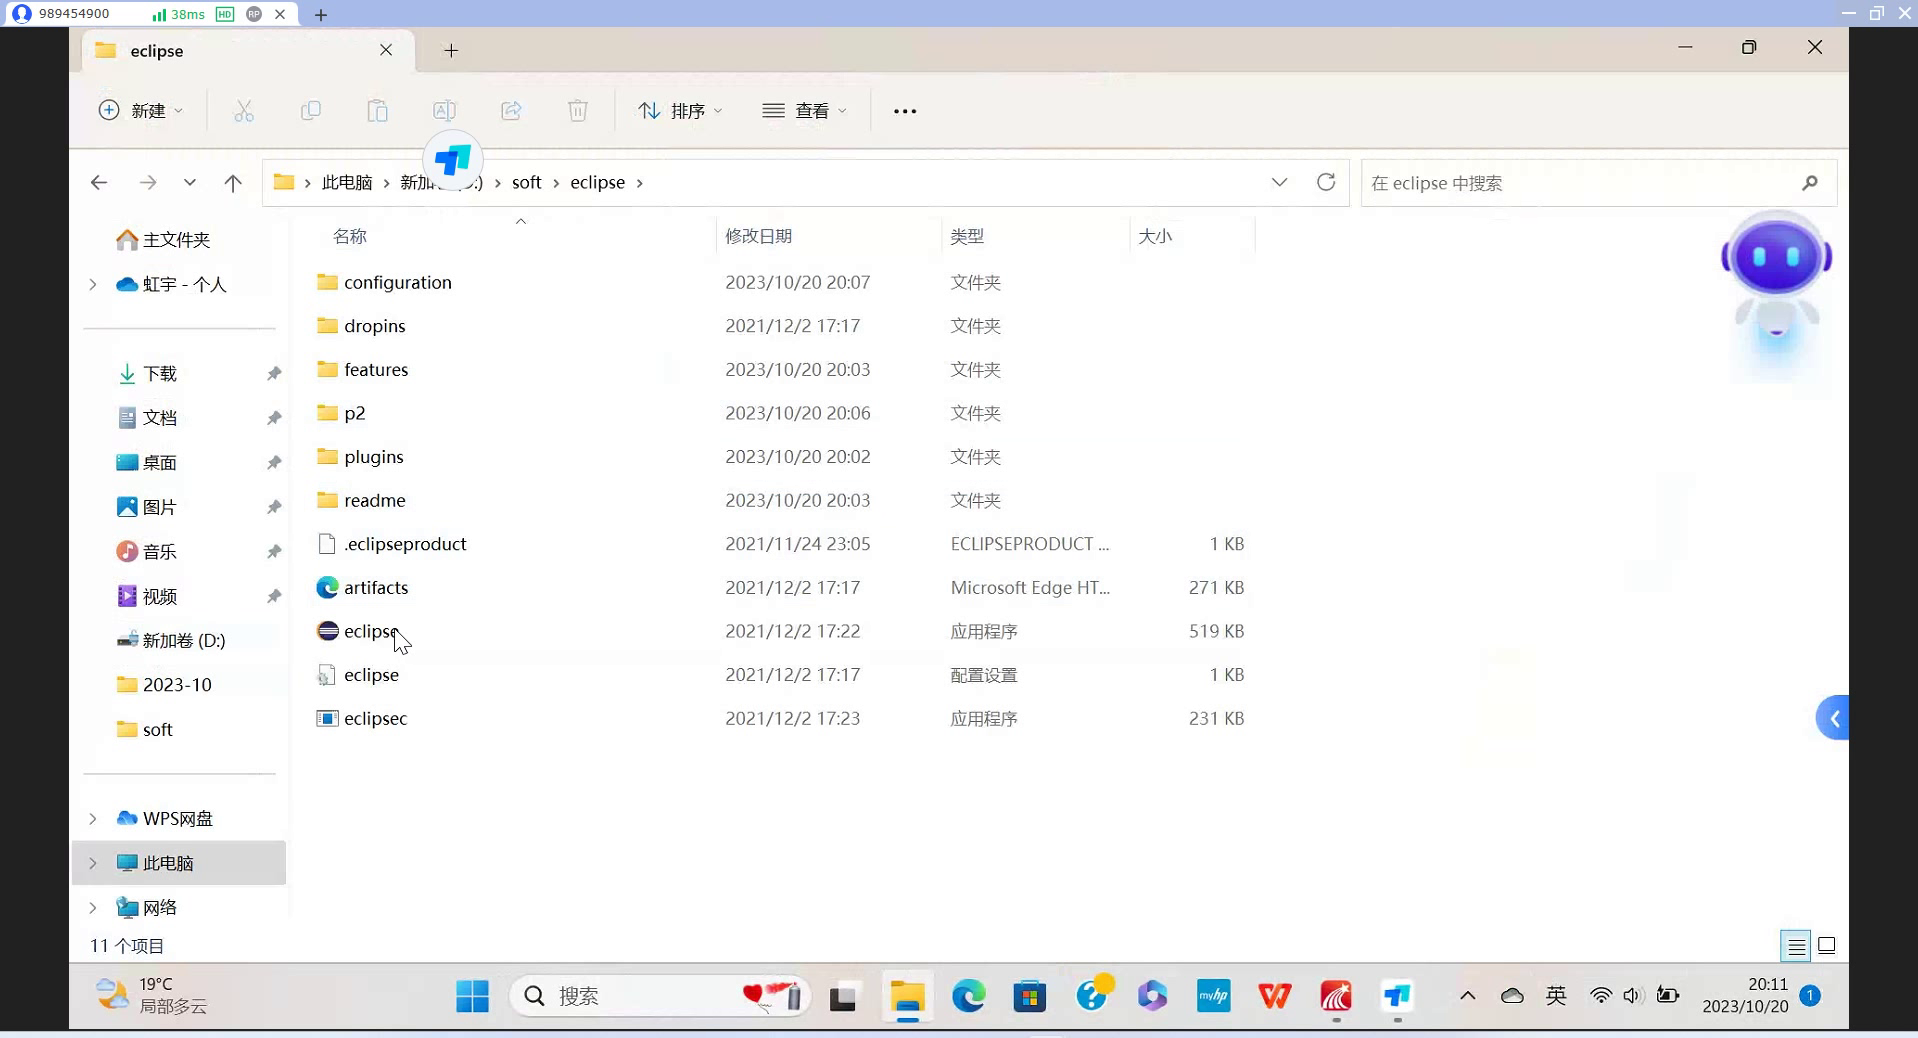 989454900 38ms HD RP
eclipse
新建 排序 查看
此电脑 soft eclipse
在 eclipse 中搜索
主文件夹
虹宇 - 个人
下载
文档
桌面
图片
音乐
视频
新加卷 (D:)
2023-10
soft
WPS网盘
此电脑
网络
名称 修改日期 类型 大小
configuration 2023/10/20 20:07 文件夹
dropins 2021/12/2 17:17 文件夹
features 2023/10/20 20:03 文件夹
p2 2023/10/20 20:06 文件夹
plugins 2023/10/20 20:02 文件夹
readme 2023/10/20 20:03 文件夹
.eclipseproduct 2021/11/24 23:05 ECLIPSEPRODUCT ... 1 KB
artifacts 2021/12/2 17:17 Microsoft Edge HT... 271 KB
eclipse 2021/12/2 17:22 应用程序 519 KB
eclipse 2021/12/2 17:17 配置设置 1 KB
eclipsec 2021/12/2 17:23 应用程序 231 KB
11 个项目
19°C
局部多云
搜索
myhp
英
20:11
2023/10/20
1